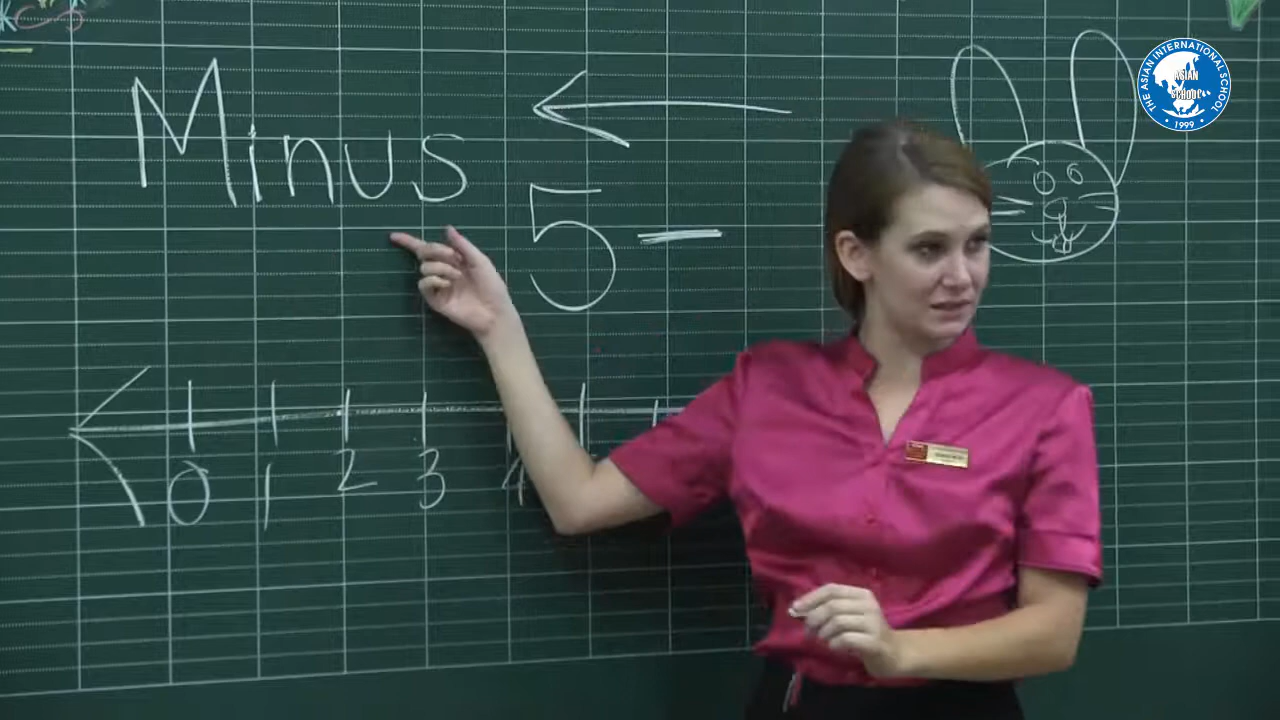 Minus
5 —
0 1 2 3 4
THE ASIAN INTERNATIONAL SCHOOL
ASIAN
SCHOOL
1999